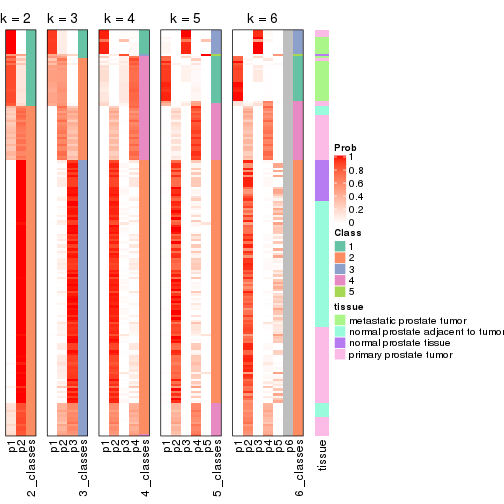 k = 2
k = 3
k = 4
k = 5
k = 6
Prob
1
0.8
0.6
0.4
0.2
0
Class
1
2
3
4
5
tissue
metastatic prostate tumor
normal prostate adjacent to tumor
normal prostate tissue
primary prostate tumor
p1
p2
2_classes
p1
p2
p3
3_classes
p1
p2
p3
p4
4_classes
p1
p2
p3
p4
p5
5_classes
p1
p2
p3
p4
p5
p6
6_classes
tissue